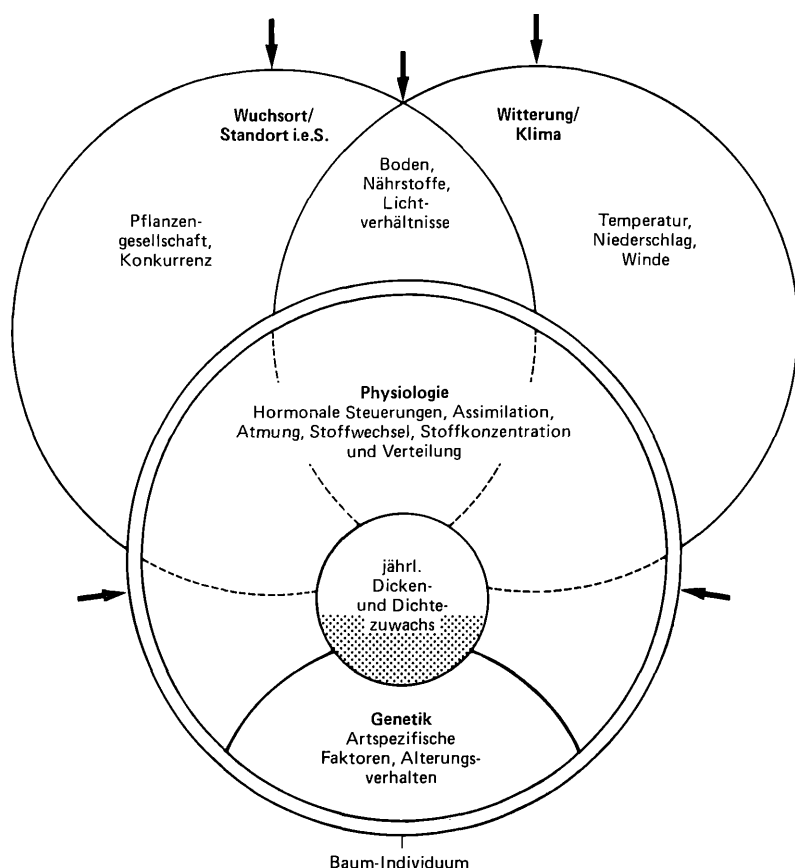 Wuchsort/
Standort i.e.S.
Witterung/
Klima
Boden,
Nährstoffe,
Licht-
verhältnisse
Pflanzen-
gesellschaft,
Konkurrenz
Temperatur,
Niederschlag,
Winde
Physiologie
Hormonale Steuerungen, Assimilation,
Atmung, Stoffwechsel, Stoffkonzentration
und Verteilung
jährl.
Dicken-
und Dichte-
zuwachs
Genetik
Artspezifische
Faktoren, Alterungs-
verhalten
Baum-Individuum